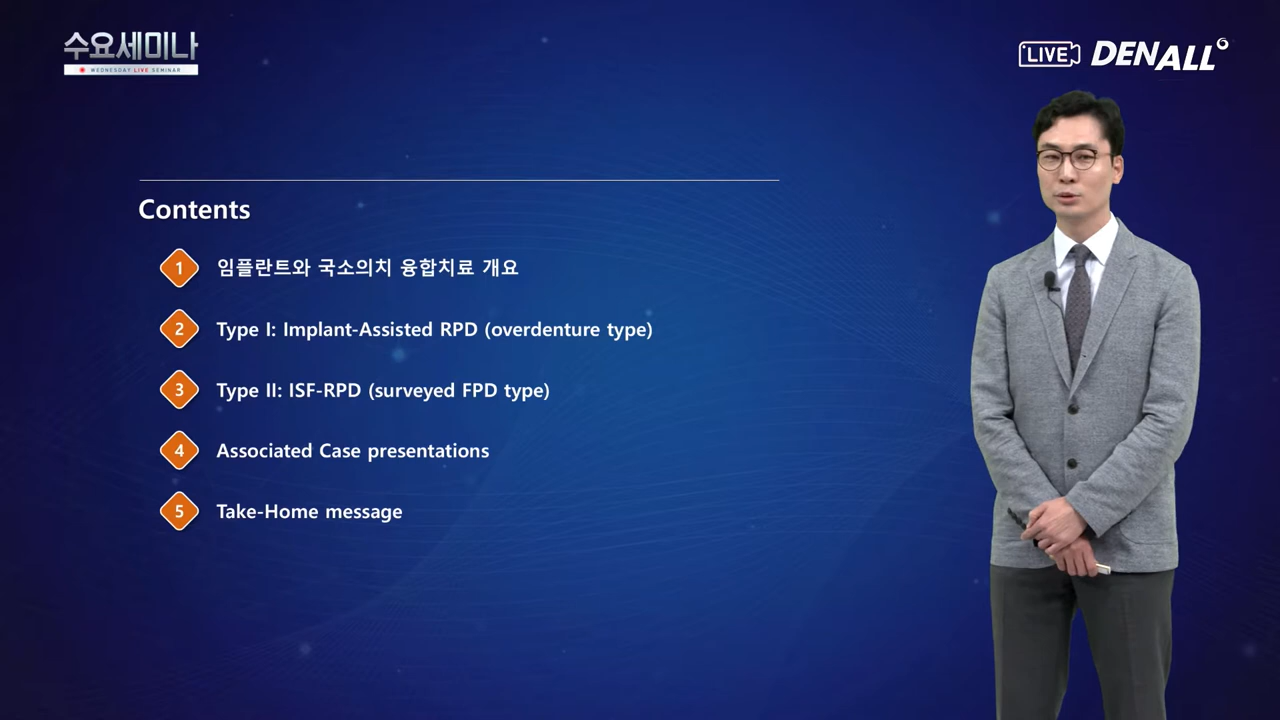 수요세미나
WEDNESDAY LIVE SEMINAR
LIVE DENALL
Contents
1 임플란트와 국소의치 융합치료 개요
2 Type I: Implant-Assisted RPD (overdenture type)
3 Type II: ISF-RPD (surveyed FPD type)
4 Associated Case presentations
5 Take-Home message